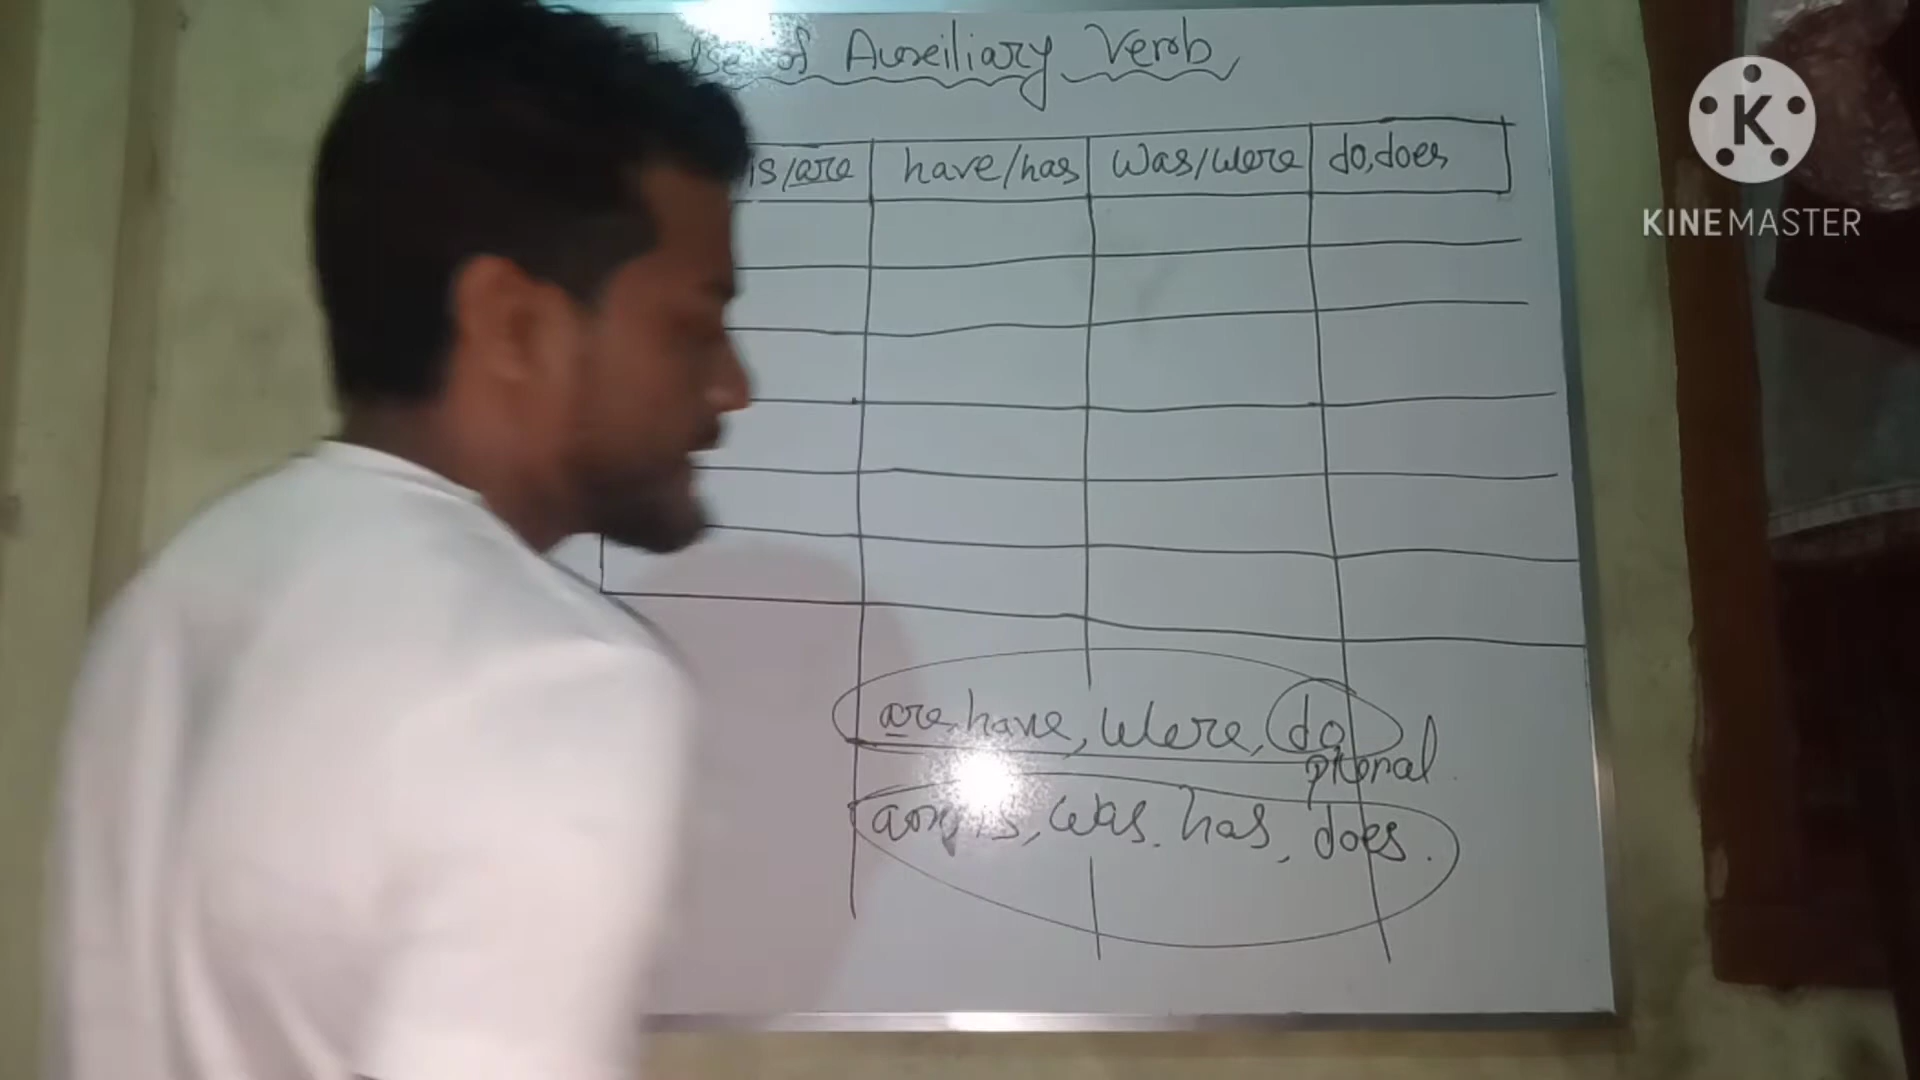 Use of Auxiliary Verb
is/are have/has Was/Were do,does
are, have, were, do
ptional
am, is, was. has, does.
K
KINEMASTER